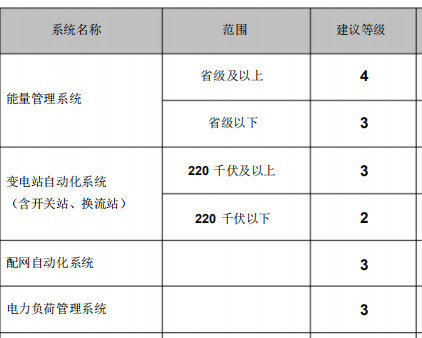 系统名称 范围 建议等级
能量管理系统 省级及以上 4
省级以下 3
变电站自动化系统
（含开关站、换流站） 220 千伏及以上 3
220 千伏以下 2
配网自动化系统 3
电力负荷管理系统 3